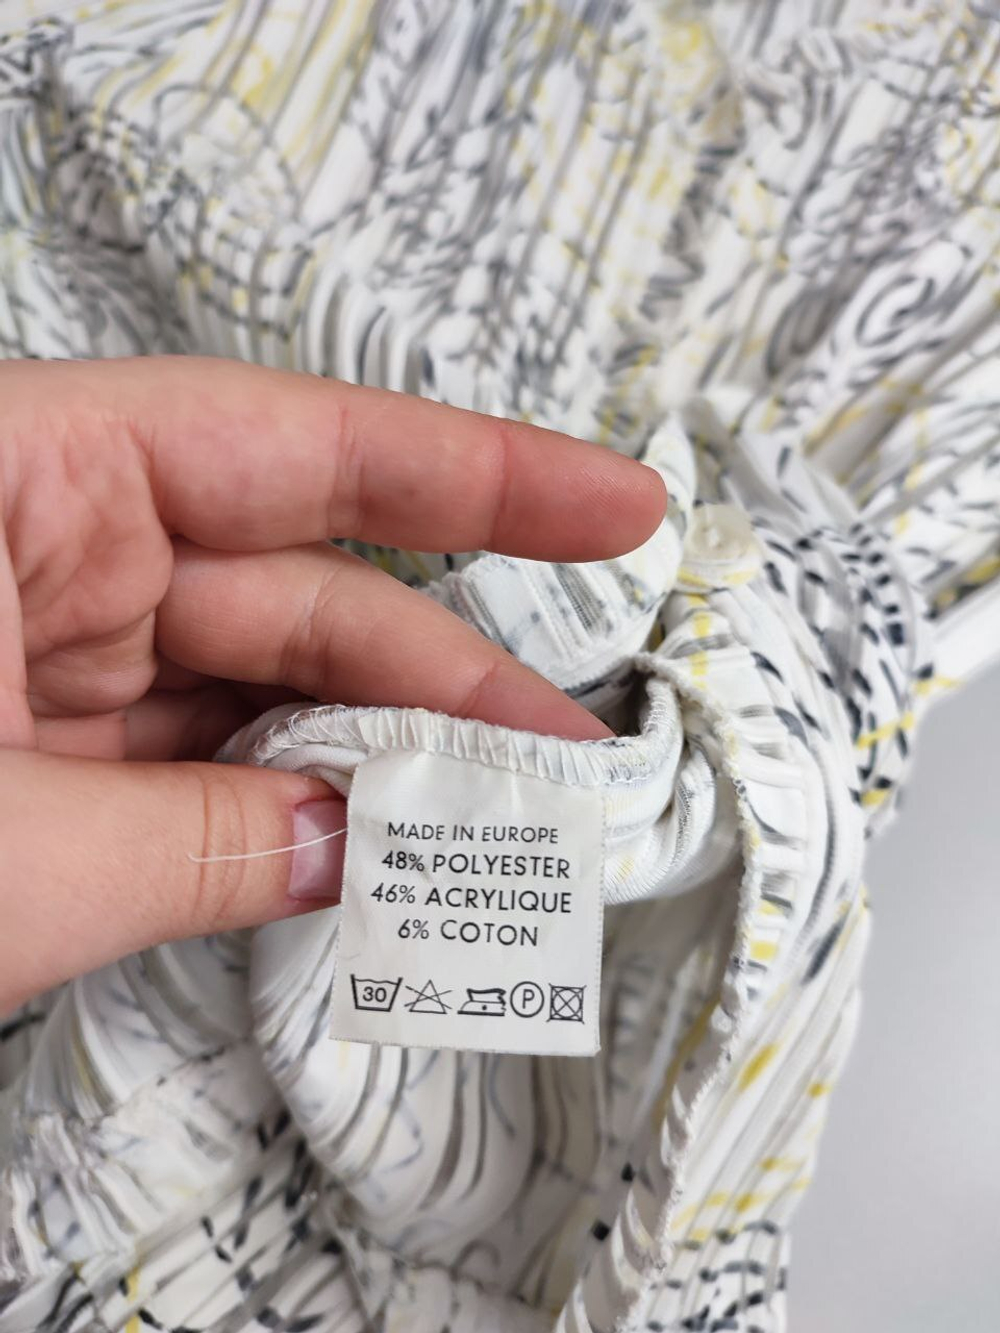 MADE IN EUROPE
48% POLYESTER
46% ACRYLIQUE
6% COTON
30 P